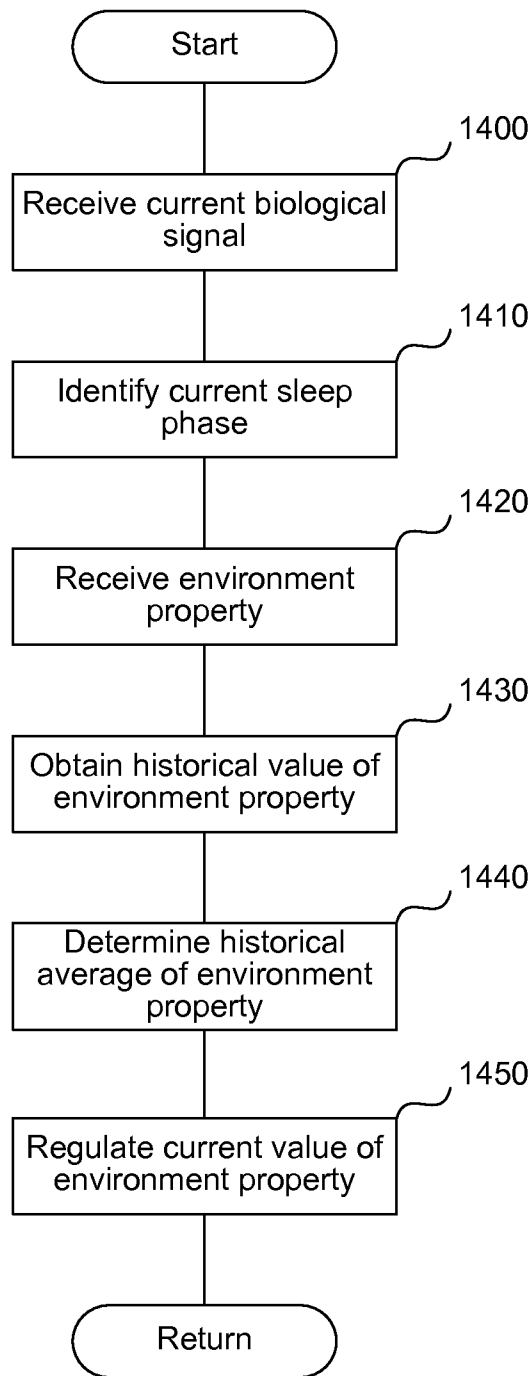 Start
1400
Receive current biological
signal
1410
Identify current sleep
phase
1420
Receive environment
property
1430
Obtain historical value of
environment property
1440
Determine historical
average of environment
property
1450
Regulate current value of
environment property
Return